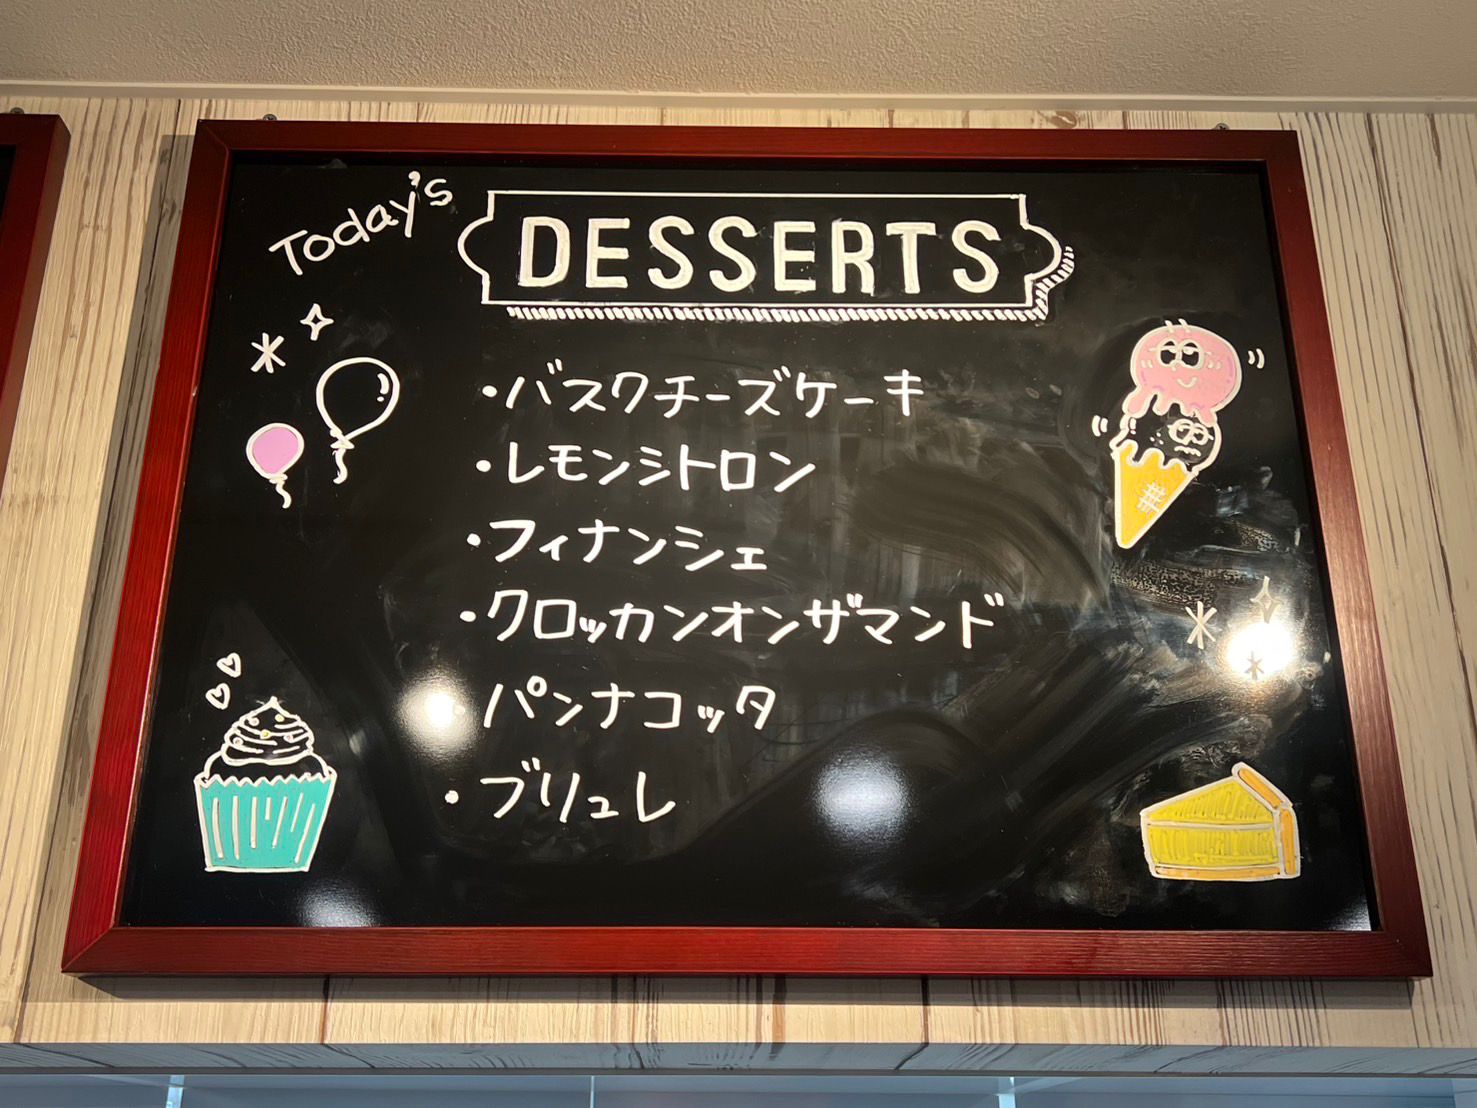 Today's
DESSERTS
・バスクチーズケーキ
・レモンシトロン
・フィナンシェ
・クロッカンオンザマンド
・パンナコッタ
・ブリュレ